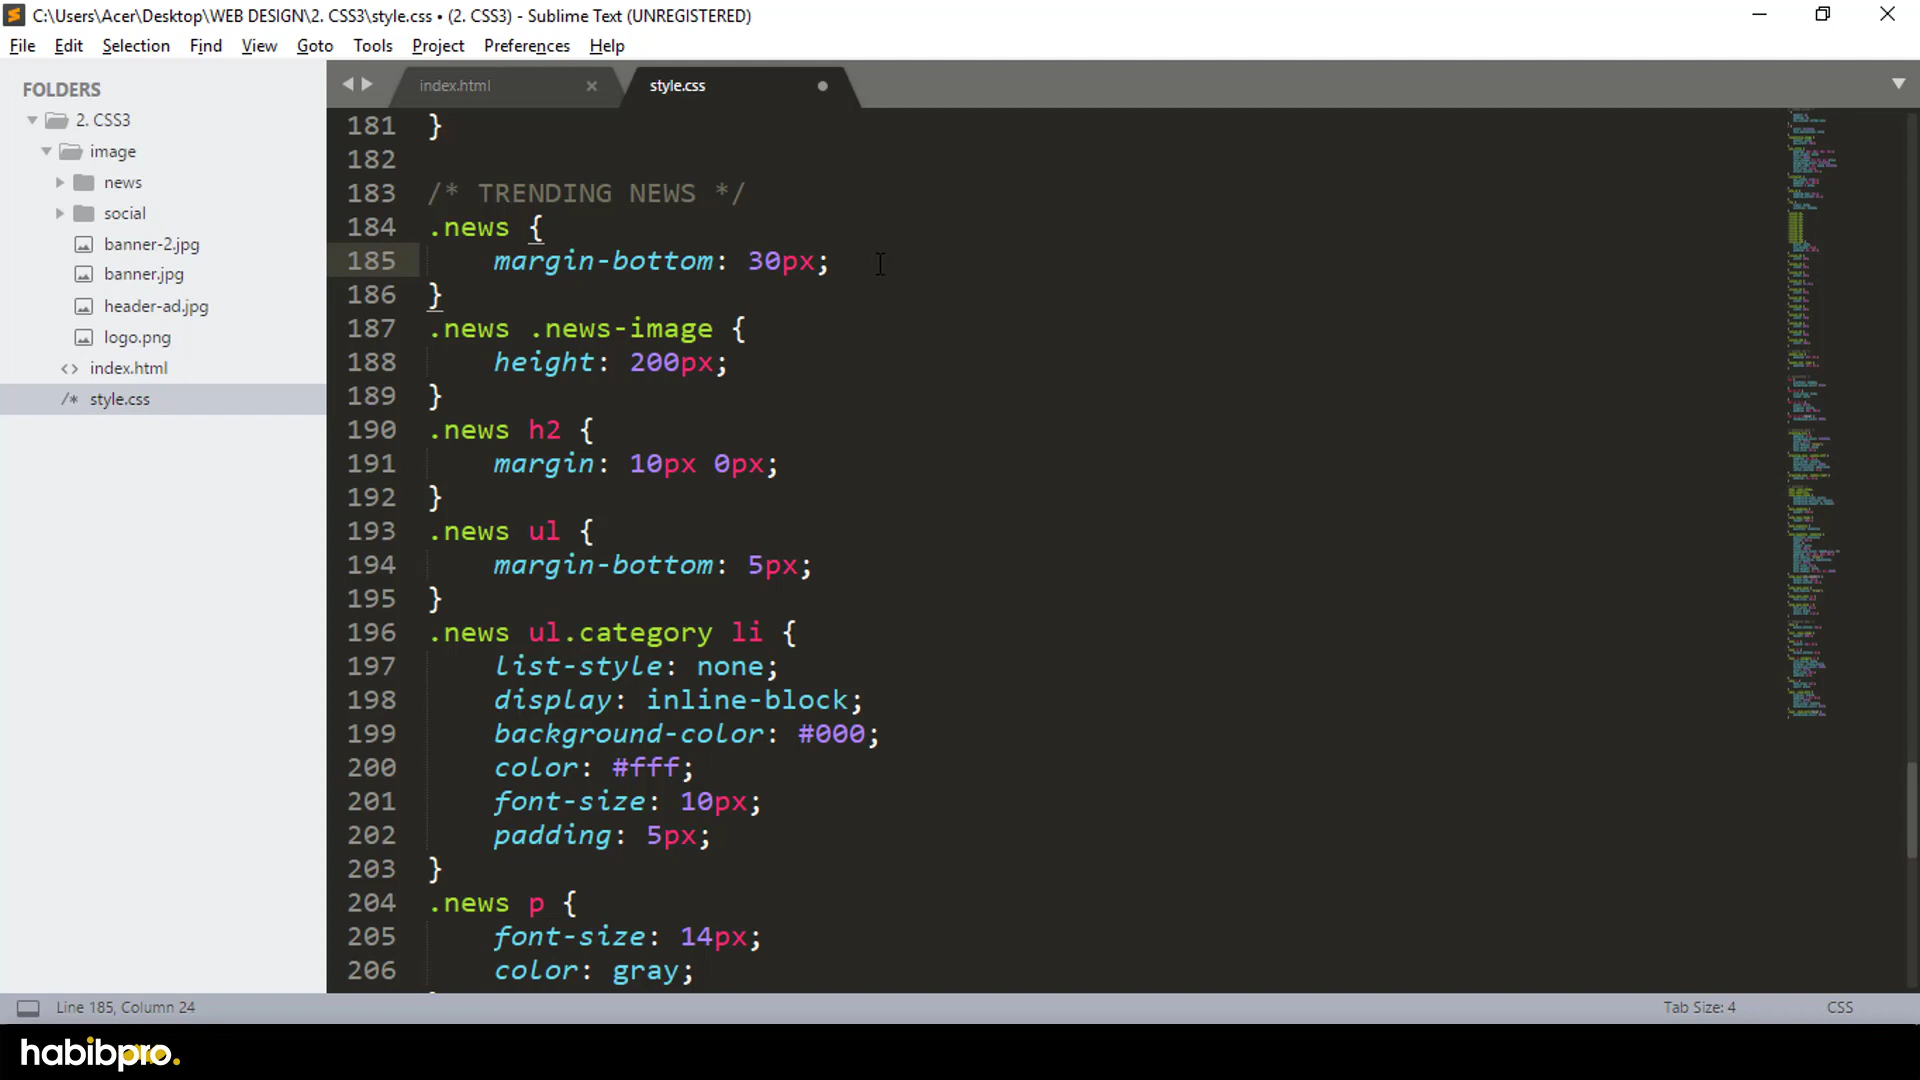 C:\Users\Acer\Desktop\WEB DESIGN\2. CSS3\style.css • (2. CSS3) - Sublime Text (UNREGISTERED)
File Edit Selection Find View Goto Tools Project Preferences Help
FOLDERS
2. CSS3
image
news
social
banner-2.jpg
banner.jpg
header-ad.jpg
logo.png
<> index.html
/* style.css
index.html × style.css
181 }
182
183 /* TRENDING NEWS */
184 .news {
185 margin-bottom: 30px;
186 }
187 .news .news-image {
188 height: 200px;
189 }
190 .news h2 {
191 margin: 10px 0px;
192 }
193 .news ul {
194 margin-bottom: 5px;
195 }
196 .news ul.category li {
197 list-style: none;
198 display: inline-block;
199 background-color: #000;
200 color: #fff;
201 font-size: 10px;
202 padding: 5px;
203 }
204 .news p {
205 font-size: 14px;
206 color: gray;
Line 185, Column 24
Tab Size: 4
CSS
habibpro.